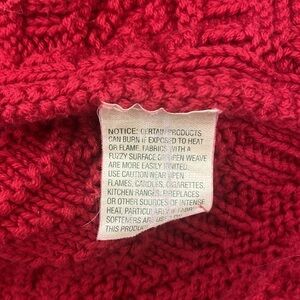 NOTICE: CERTAIN PRODUCTS
CAN BURN IF EXPOSED TO HEAT
OR FLAME. FABRICS WITH A
FUZZY SURFACE OR OPEN WEAVE
ARE MORE EASILY IGNITED.
USE CAUTION NEAR OPEN
FLAMES, CANDLES, CIGARETTES,
KITCHEN RANGES, FIREPLACES
OR OTHER SOURCES OF INTENSE
HEAT, PARTICULARLY IF FABRIC
SOFTENERS ARE USED
THIS PRODUCT